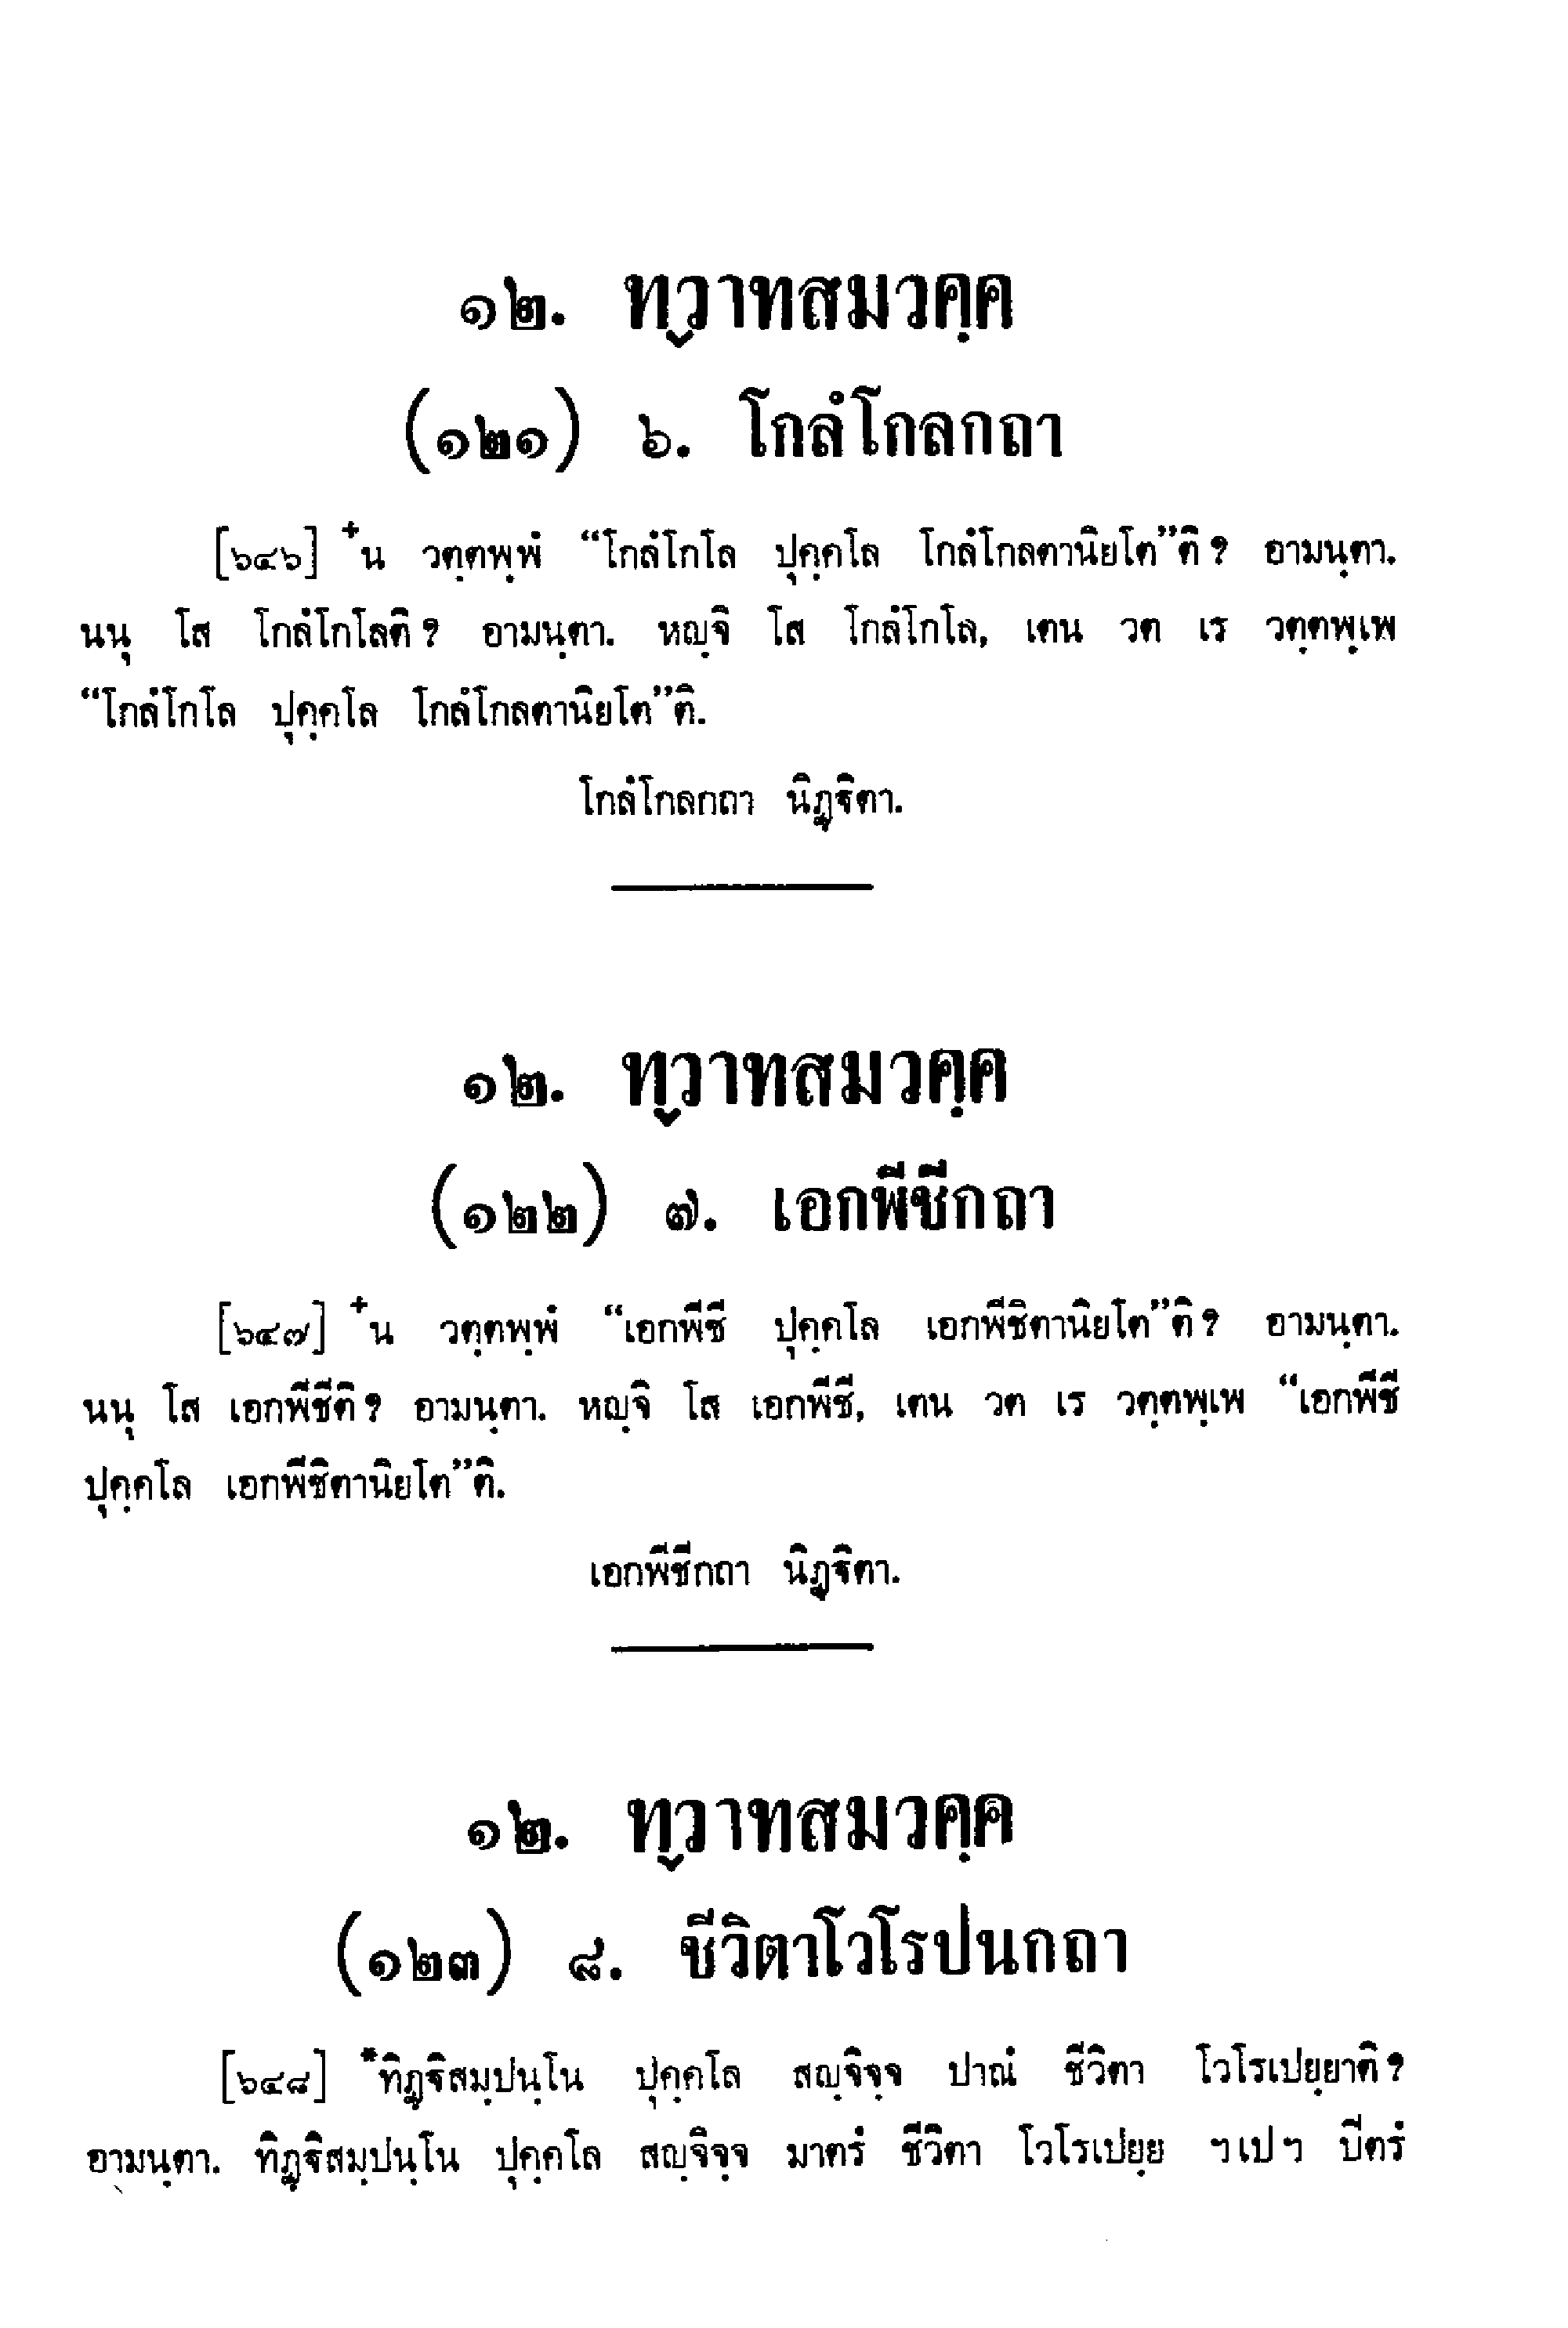 ๑๒. ทฺวาทสมวคฺค
(๑๒๑) ๖. โกลํโกลกถา
[๖๔๖] ⁺น วตฺตพฺพํ “โกลํโกโล ปุคฺคโล โกลํโกลตานิยโต”ติ? อามนฺตา.
นนุ โส โกลํโกโลติ? อามนฺตา. หญฺจิ โส โกลํโกโล, เตน วต เร วตฺตพฺเพ
“โกลํโกโล ปุคฺคโล โกลํโกลตานิยโต”ติ.
โกลํโกลกถา นิฏฺฐิตา.
๑๒. ทฺวาทสมวคฺค
(๑๒๒) ๗. เอกพีชีกถา
[๖๔๗] ⁺น วตฺตพฺพํ “เอกพีชี ปุคฺคโล เอกพีชิตานิยโต”ติ? อามนฺตา.
นนุ โส เอกพีชีติ? อามนฺตา. หญฺจิ โส เอกพีชี, เตน วต เร วตฺตพฺเพ “เอกพีชี
ปุคฺคโล เอกพีชิตานิยโต”ติ.
เอกพีชีกถา นิฏฺฐิตา.
๑๒. ทฺวาทสมวคฺค
(๑๒๓) ๘. ชีวิตาโวโรปนกถา
[๖๔๘] *ทิฏฺฐิสมฺปนฺโน ปุคฺคโล สญฺจิจฺจ ปาณํ ชีวิตา โวโรเปยฺยาติ?
อามนฺตา. ทิฏฺฐิสมฺปนฺโน ปุคฺคโล สญฺจิจฺจ มาตรํ ชีวิตา โวโรเปยฺย ฯเปฯ ปิตรํ